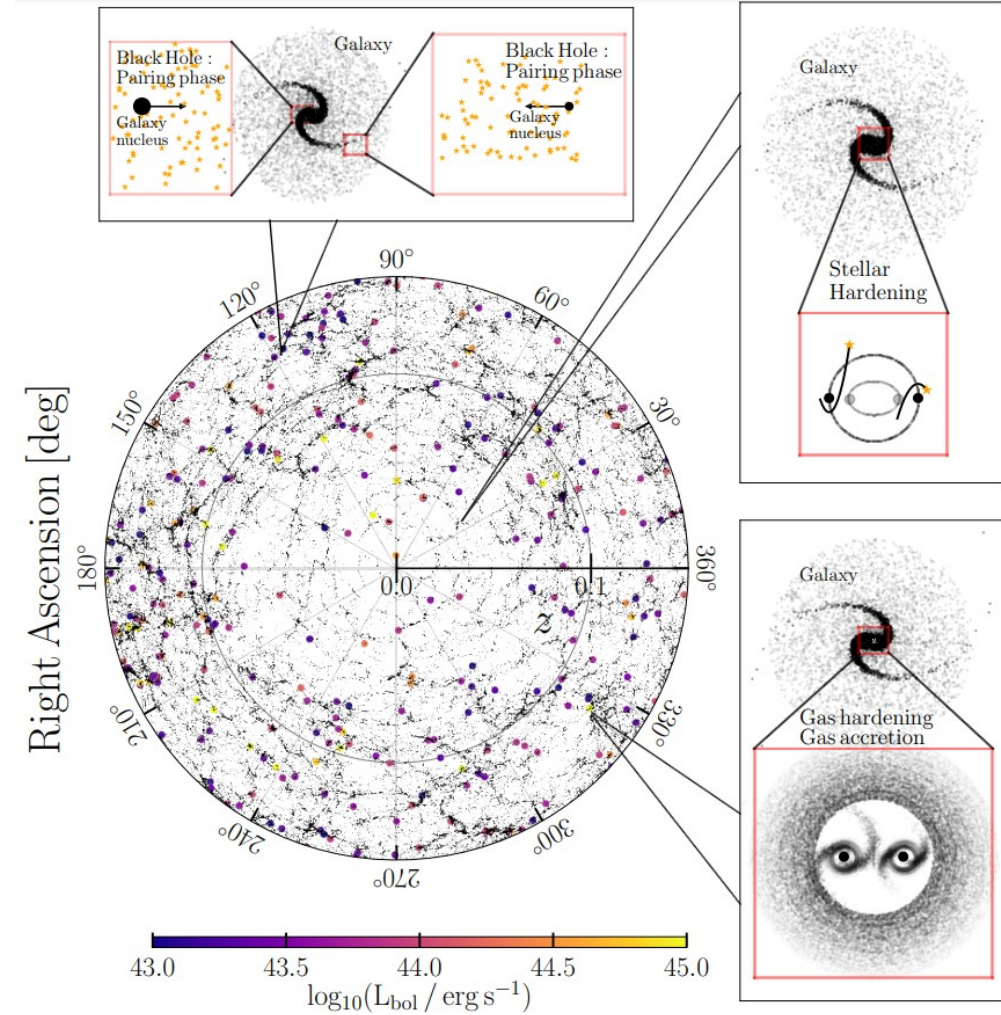 Black Hole :
Pairing phase
Galaxy
nucleus
Galaxy
Black Hole :
Pairing phase
Galaxy
nucleus
Galaxy
Stellar
Hardening
Galaxy
Gas hardening
Gas accretion
Right Ascension [deg]
90°
60°
30°
360°
330°
300°
270°
240°
210°
180°
150°
120°
0.0
0.1
z
43.0 43.5 44.0 44.5 45.0
log₁₀(L_bol / erg s⁻¹)